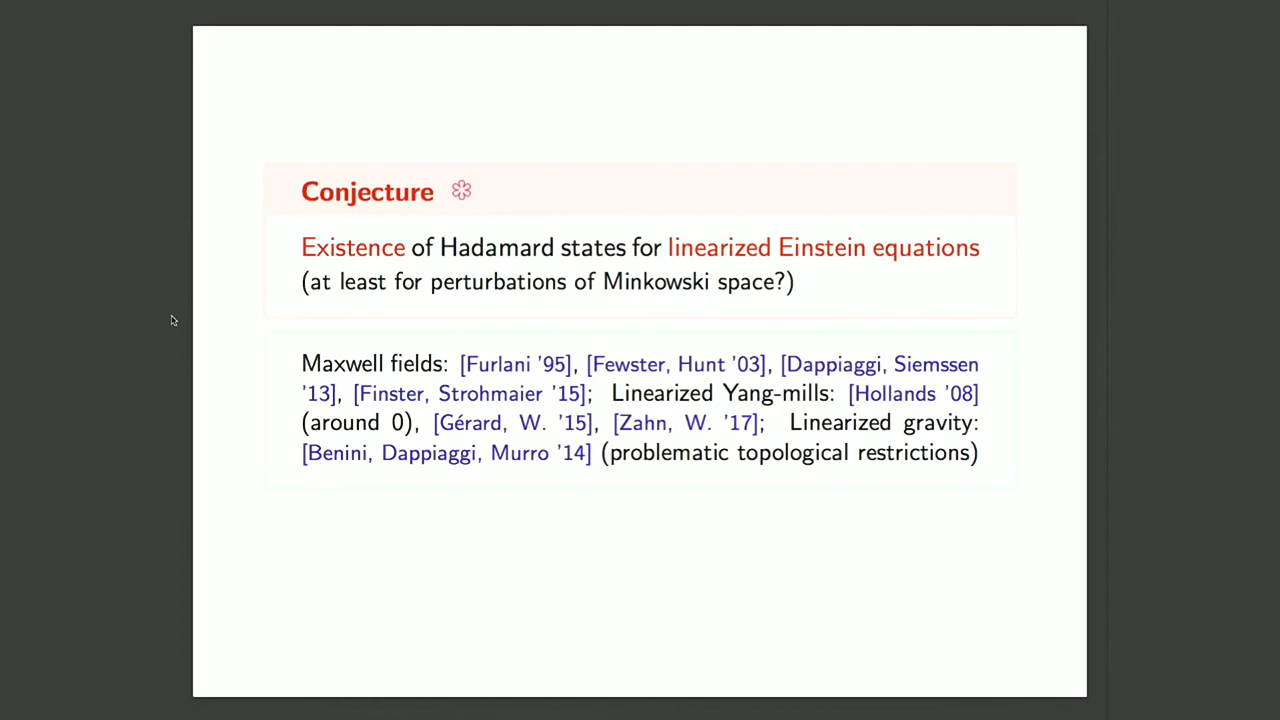 Conjecture
Existence of Hadamard states for linearized Einstein equations
(at least for perturbations of Minkowski space?)
Maxwell fields: [Furlani '95], [Fewster, Hunt '03], [Dappiaggi, Siemssen
'13], [Finster, Strohmaier '15]; Linearized Yang-mills: [Hollands '08]
(around 0), [Gérard, W. '15], [Zahn, W. '17]; Linearized gravity:
[Benini, Dappiaggi, Murro '14] (problematic topological restrictions)